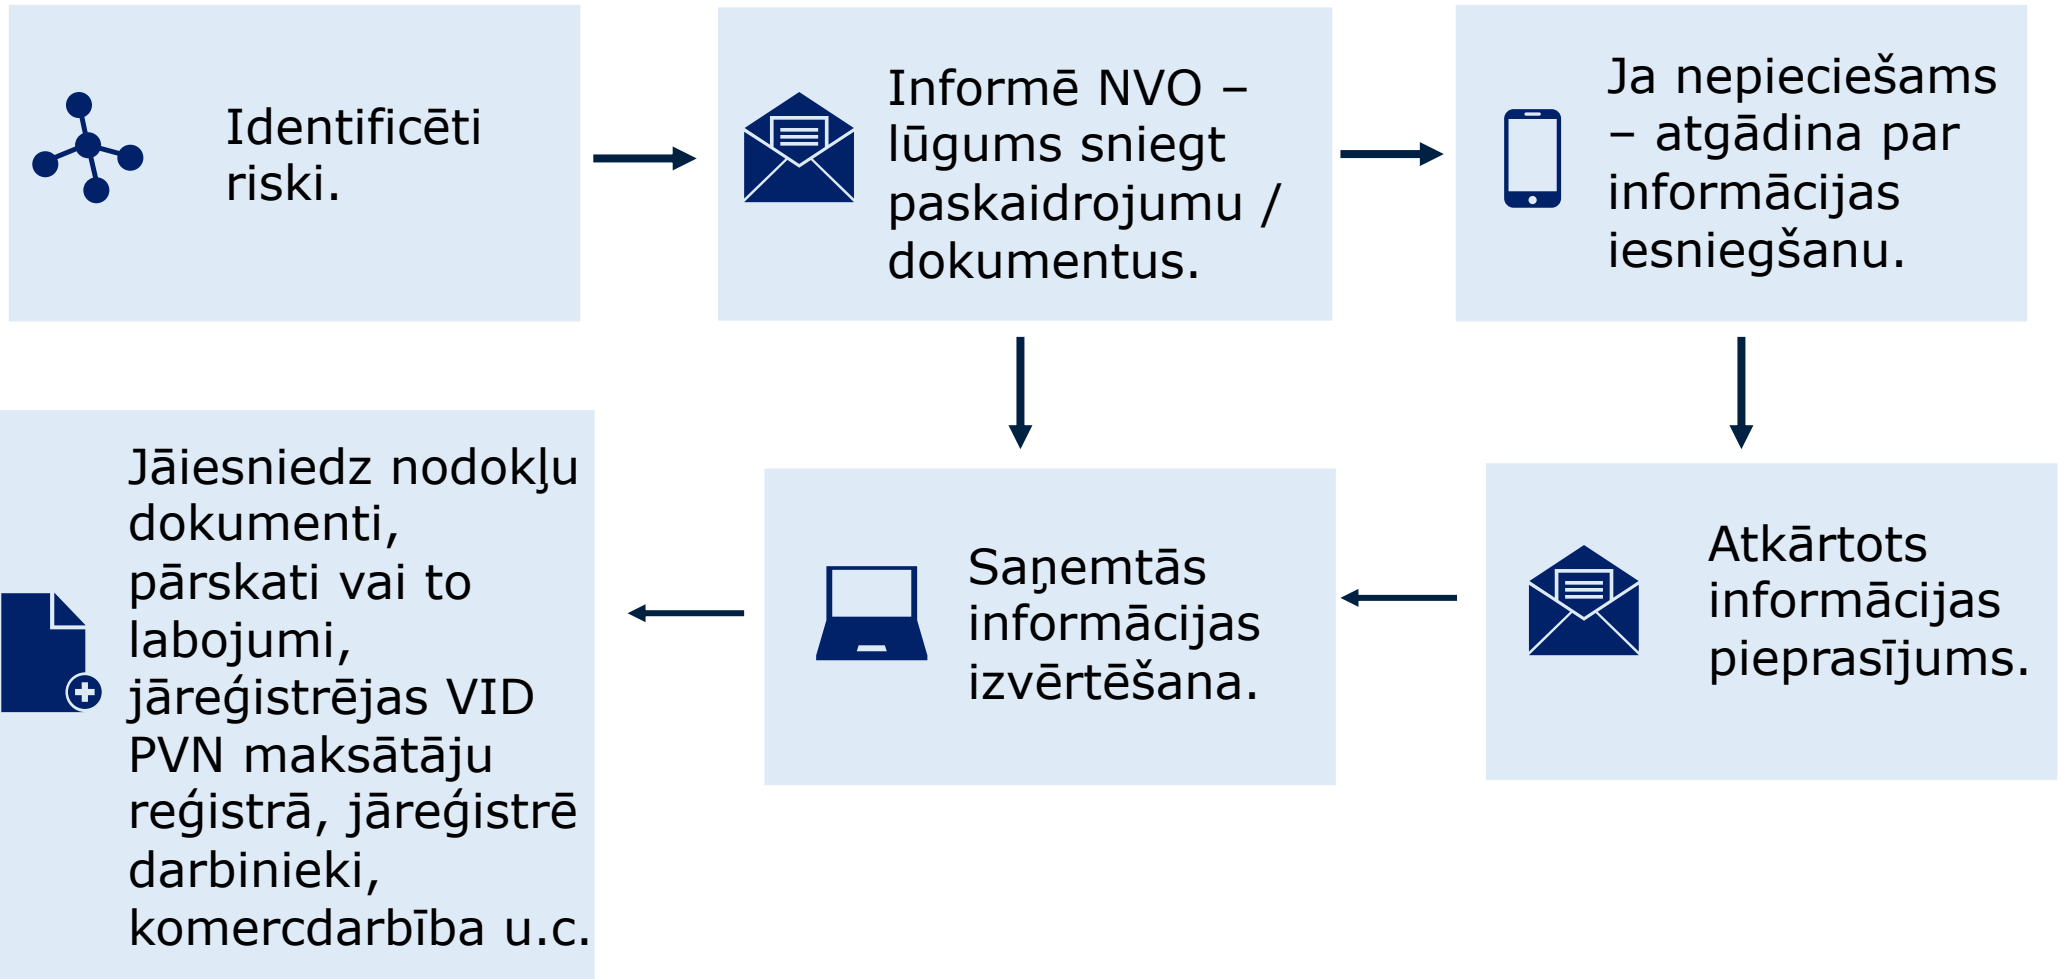 Identificēti
riski.
Informē NVO –
lūgums sniegt
paskaidrojumu /
dokumentus.
Ja nepieciešams
– atgādina par
informācijas
iesniegšanu.
Atkārtots
informācijas
pieprasījums.
Saņemtās
informācijas
izvērtēšana.
Jāiesniedz nodokļu
dokumenti,
pārskati vai to
labojumi,
jāreģistrējas VID
PVN maksātāju
reģistrā, jāreģistrē
darbinieki,
komercdarbība u.c.